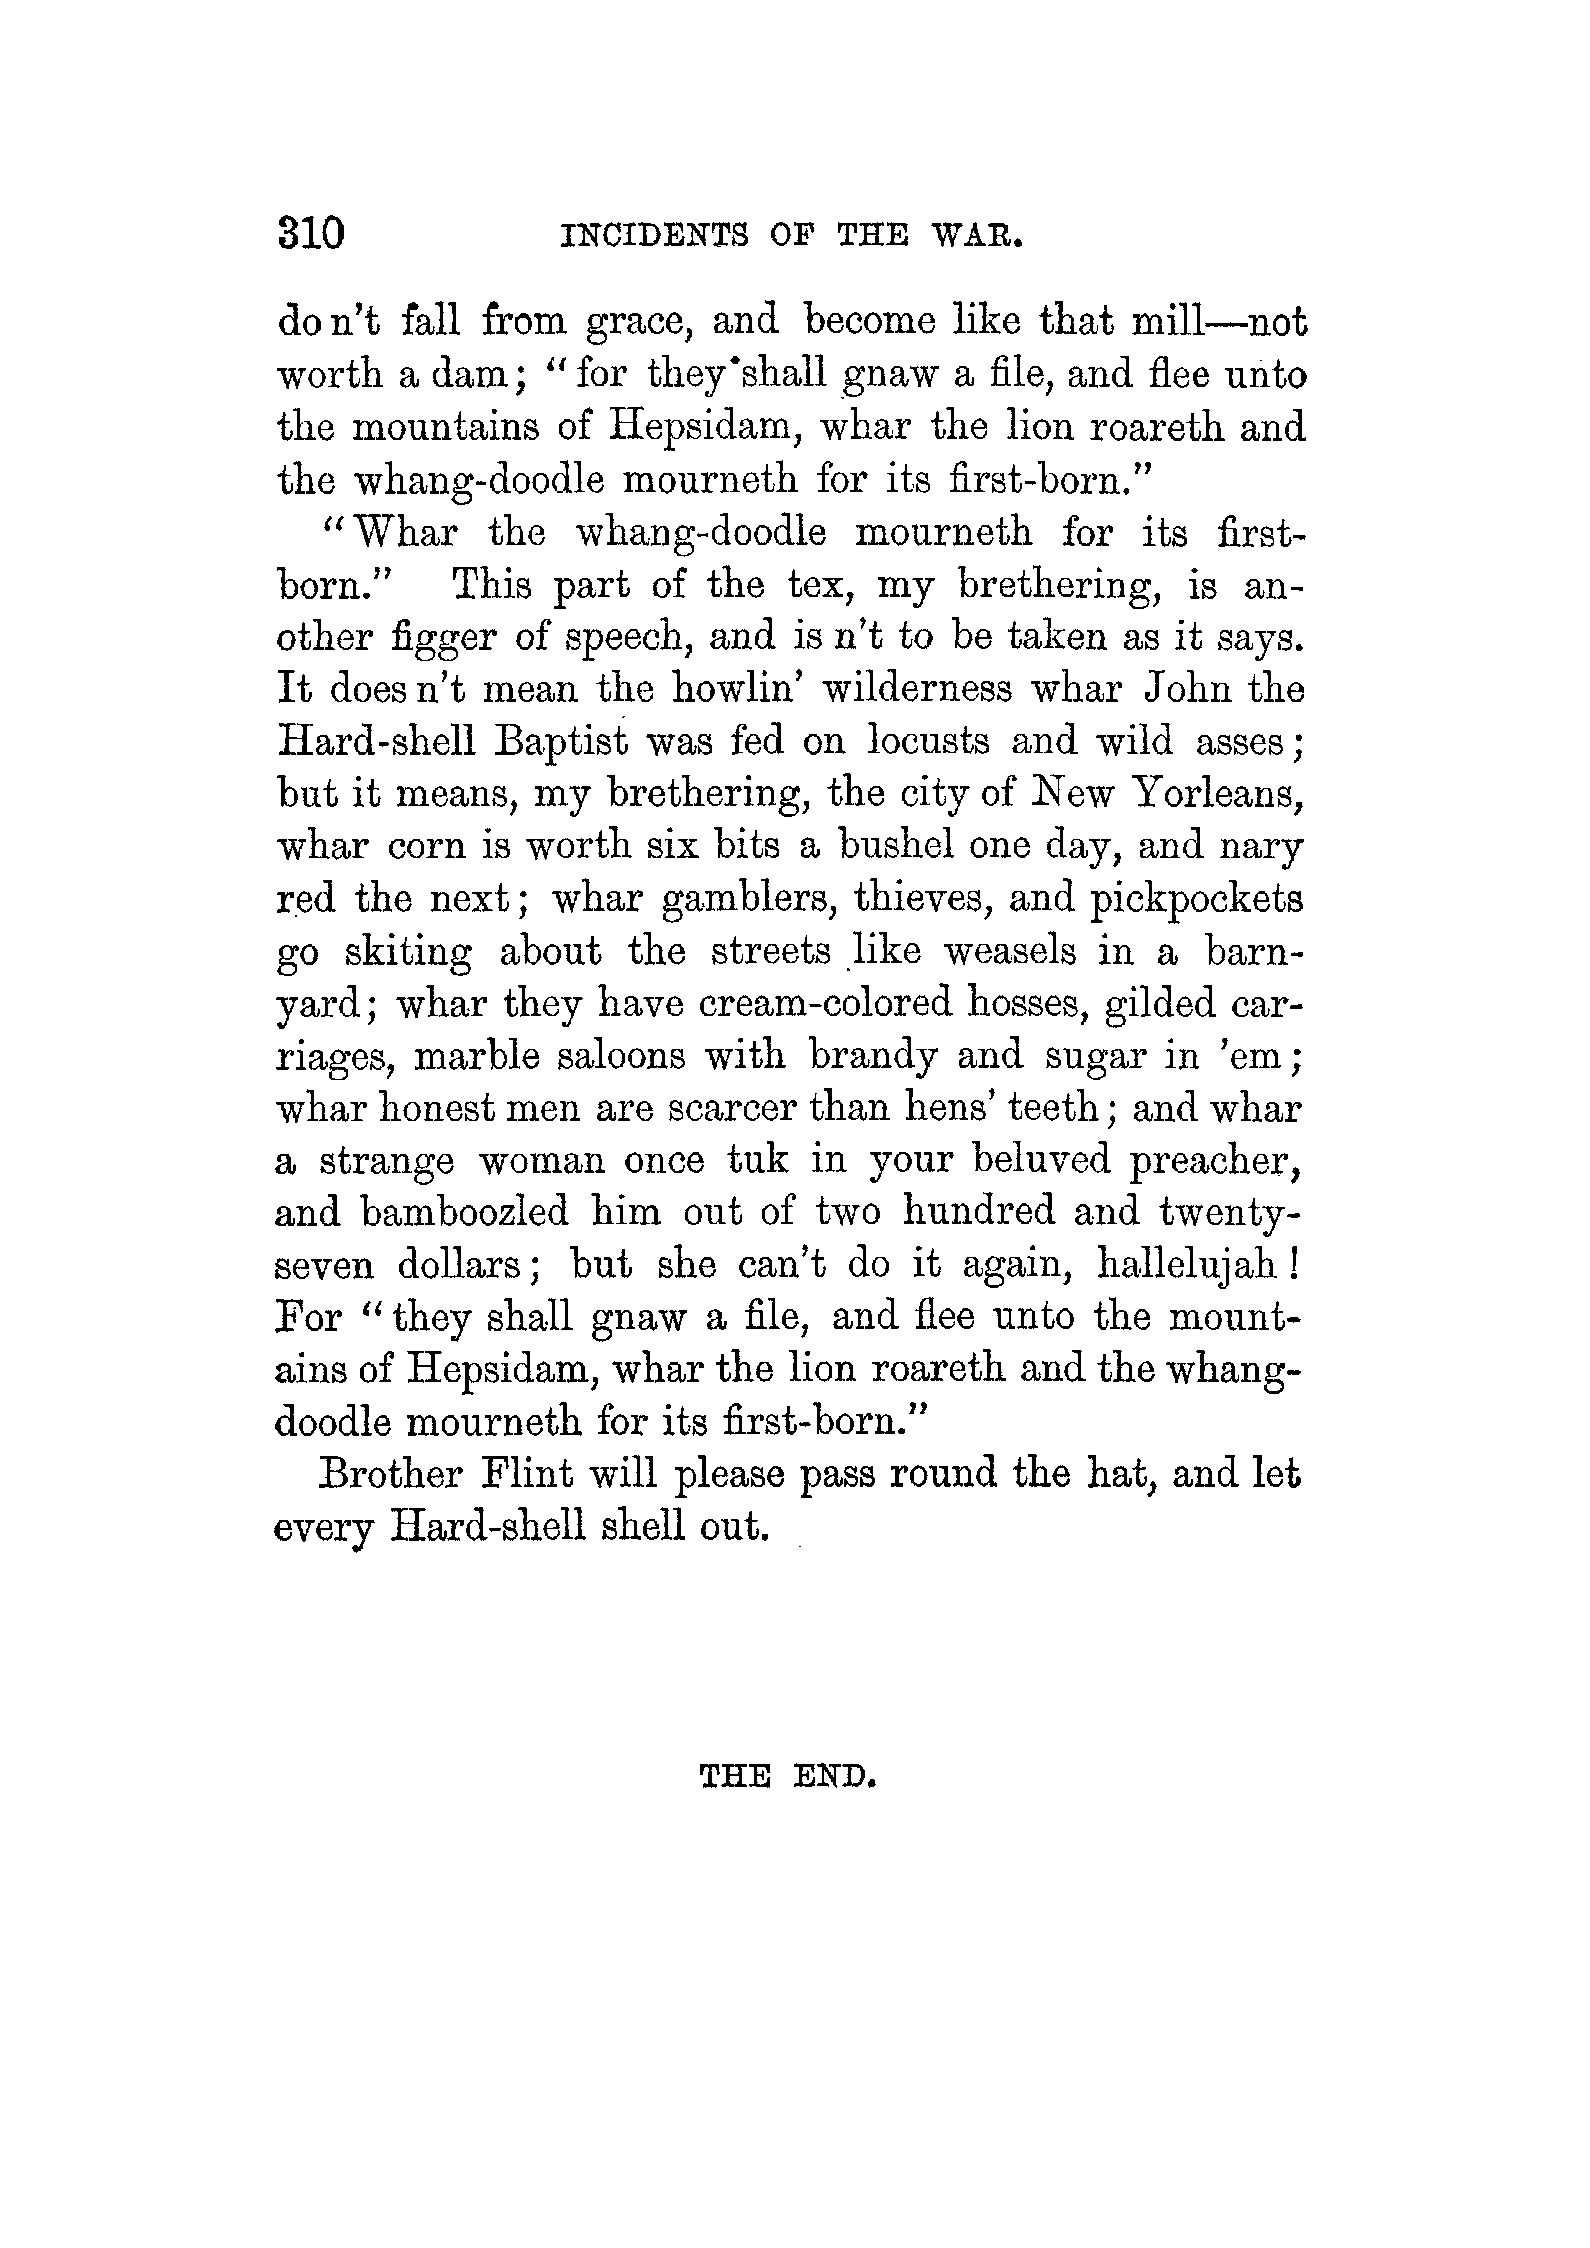 310 INCIDENTS OF THE WAR.
do n't fall from grace, and become like that mill—not
worth a dam; "for they shall gnaw a file, and flee unto
the mountains of Hepsidam, whar the lion roareth and
the whang-doodle mourneth for its first-born."
"Whar the whang-doodle mourneth for its first-
born." This part of the tex, my brethering, is an-
other figger of speech, and is n't to be taken as it says.
It does n't mean the howlin' wilderness whar John the
Hard-shell Baptist was fed on locusts and wild asses;
but it means, my brethering, the city of New Yorleans,
whar corn is worth six bits a bushel one day, and nary
red the next; whar gamblers, thieves, and pickpockets
go skiting about the streets like weasels in a barn-
yard; whar they have cream-colored hosses, gilded car-
riages, marble saloons with brandy and sugar in 'em;
whar honest men are scarcer than hens' teeth; and whar
a strange woman once tuk in your beluved preacher,
and bamboozled him out of two hundred and twenty-
seven dollars; but she can't do it again, hallelujah!
For "they shall gnaw a file, and flee unto the mount-
ains of Hepsidam, whar the lion roareth and the whang-
doodle mourneth for its first-born."
Brother Flint will please pass round the hat, and let
every Hard-shell shell out.
THE END.